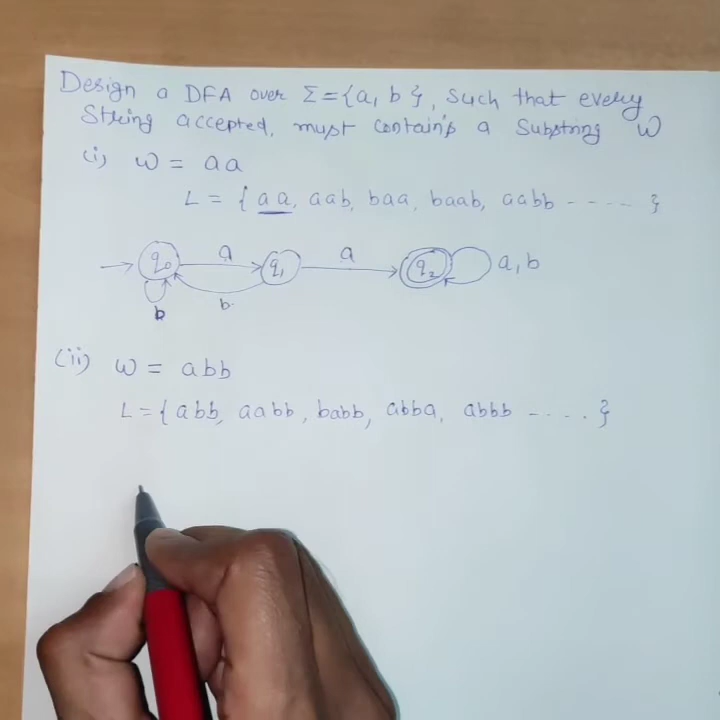 Design a DFA over Σ={a, b}, Such that every
String accepted, must contain's a Substring W
(i) w = aa
L = { aa, aab, baa, baab, aabb ----- }
q0 a q1 a q2 a, b
b b
(ii) w = abb
L={abb, aabb, babb, abba, abbb -....}